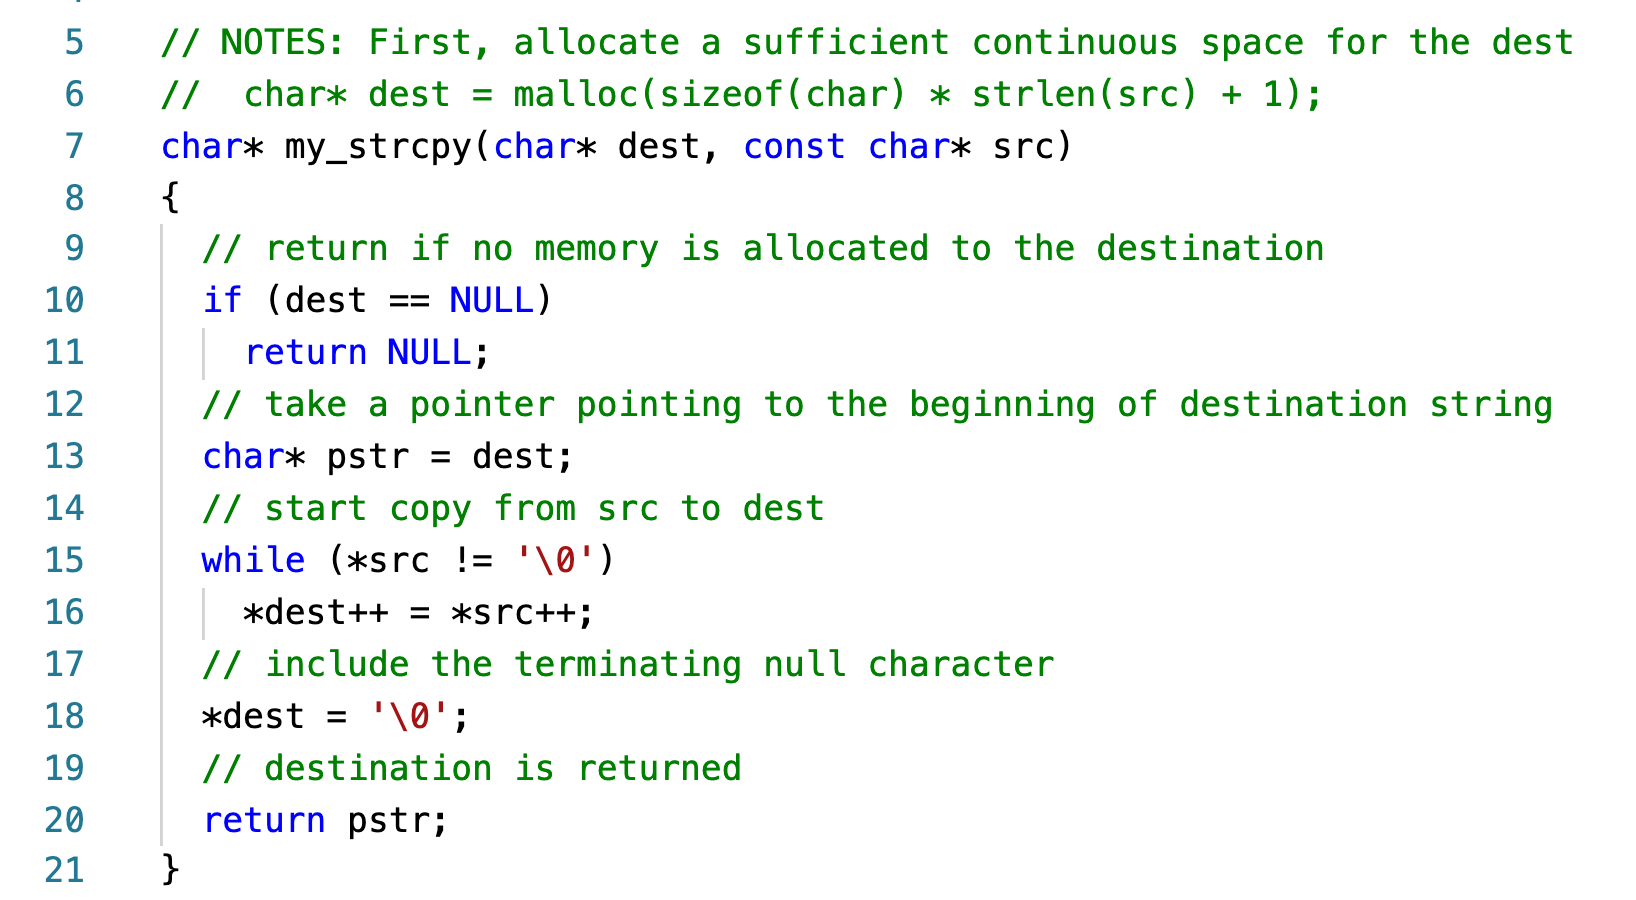 5 // NOTES: First, allocate a sufficient continuous space for the dest
6 //  char* dest = malloc(sizeof(char) * strlen(src) + 1);
7 char* my_strcpy(char* dest, const char* src)
8 {
9   // return if no memory is allocated to the destination
10   if (dest == NULL)
11     return NULL;
12   // take a pointer pointing to the beginning of destination string
13   char* pstr = dest;
14   // start copy from src to dest
15   while (*src != '\0')
16     *dest++ = *src++;
17   // include the terminating null character
18   *dest = '\0';
19   // destination is returned
20   return pstr;
21 }